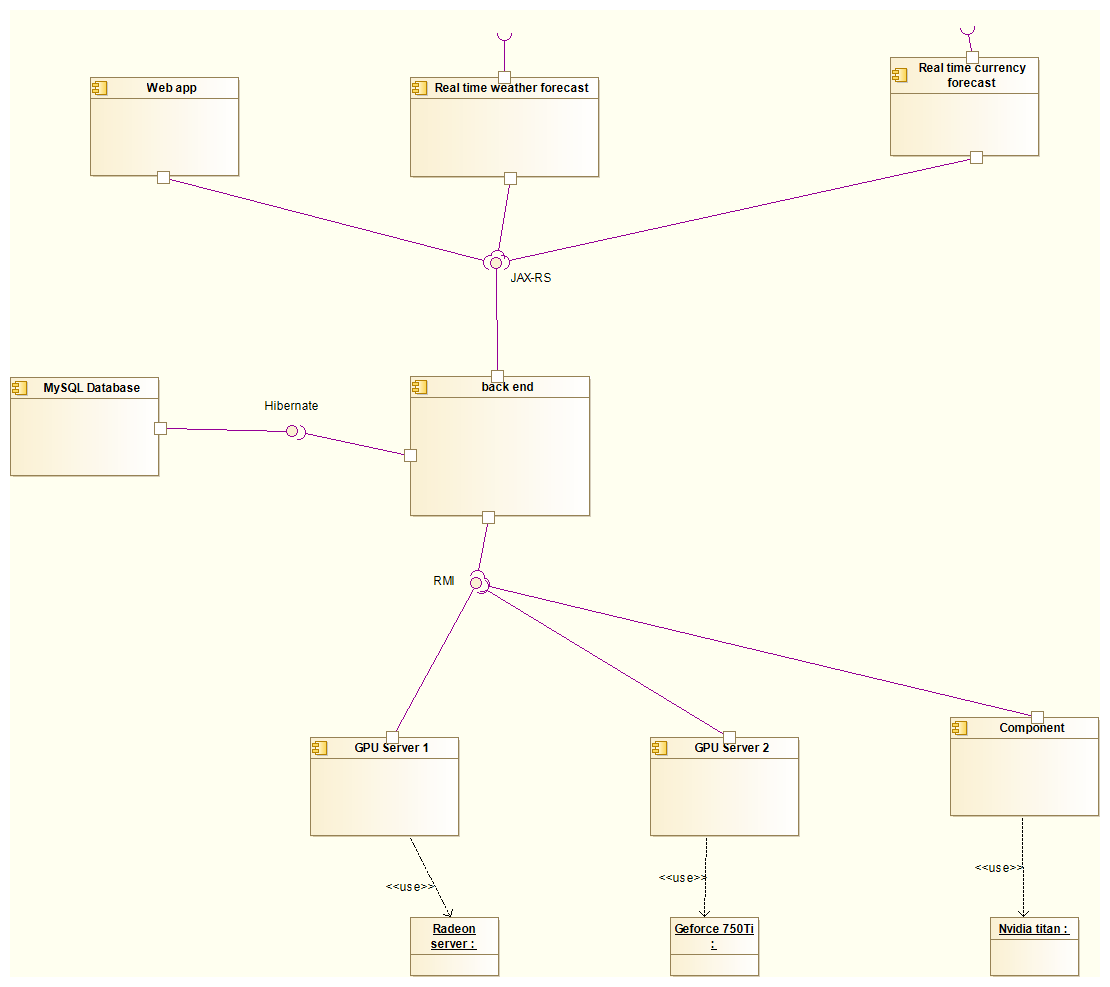 Web app
Real time weather forecast
Real time currency
forecast
JAX-RS
MySQL Database
Hibernate
back end
RMI
GPU Server 1
GPU Server 2
Component
<<use>>
<<use>>
<<use>>
Radeon
server :
Geforce 750Ti
:
Nvidia titan :